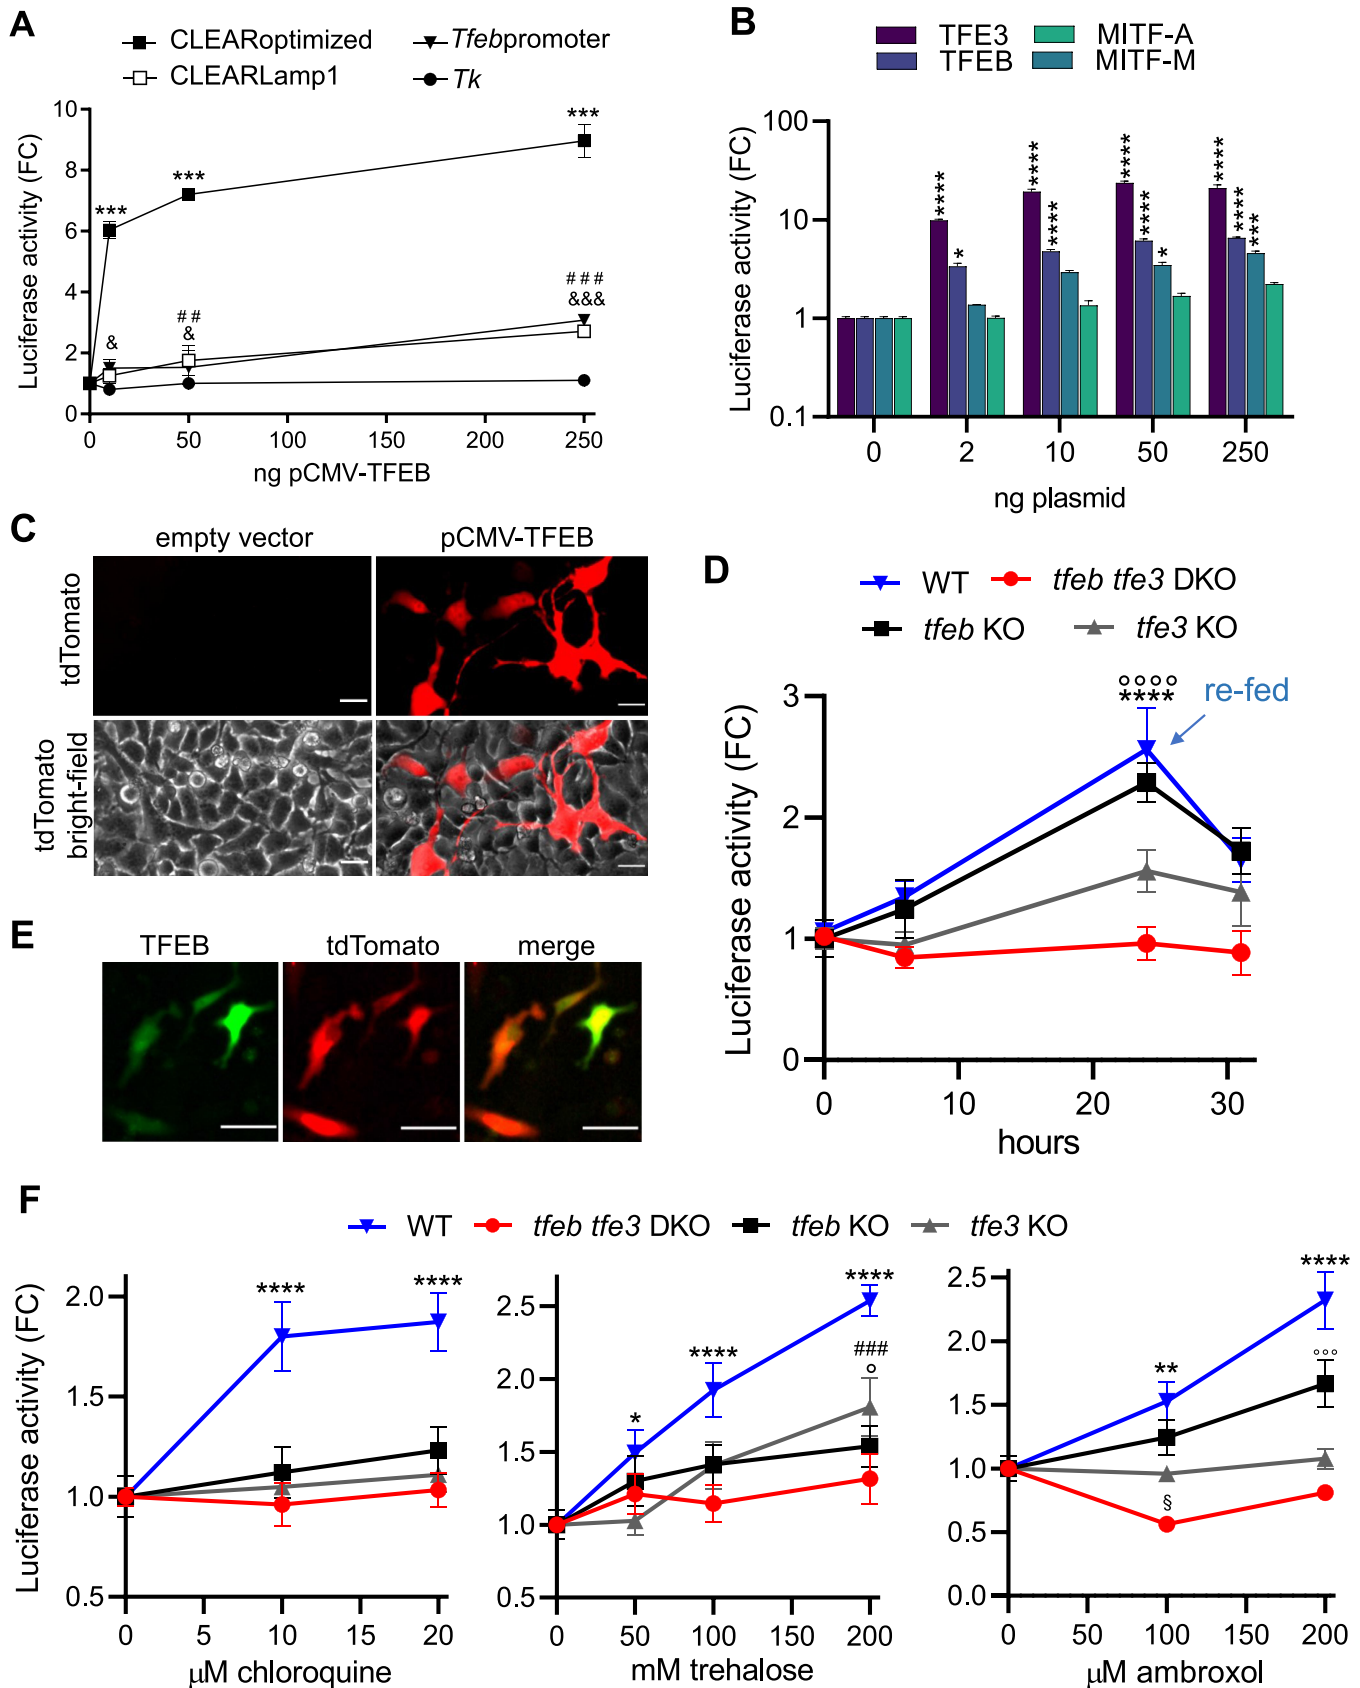 A
CLEARoptimized
Tfebpromoter
CLEARLamp1
Tk
Luciferase activity (FC)
10
8
6
4
2
0
***
***
***
&
##
&
###
&&&
0 50 100 150 200 250
ng pCMV-TFEB
B
TFE3
MITF-A
TFEB
MITF-M
Luciferase activity (FC)
100
10
1
0.1
****
*
****
****
****
****
*
****
****
***
0 2 10 50 250
ng plasmid
C
empty vector
pCMV-TFEB
tdTomato
tdTomato
bright-field
D
WT
tfeb tfe3 DKO
tfeb KO
tfe3 KO
Luciferase activity (FC)
3
2
1
0
°°°°
****
re-fed
0 10 20 30
hours
E
TFEB
tdTomato
merge
F
WT
tfeb tfe3 DKO
tfeb KO
tfe3 KO
Luciferase activity (FC)
2.0
1.5
1.0
0.5
****
****
0 5 10 15 20
μM chloroquine
2.5
2.0
1.5
1.0
0.5
*
****
****
###
°
0 50 100 150 200
mM trehalose
2.5
2.0
1.5
1.0
0.5
0.0
**
****
°°°
§
0 50 100 150 200
μM ambroxol